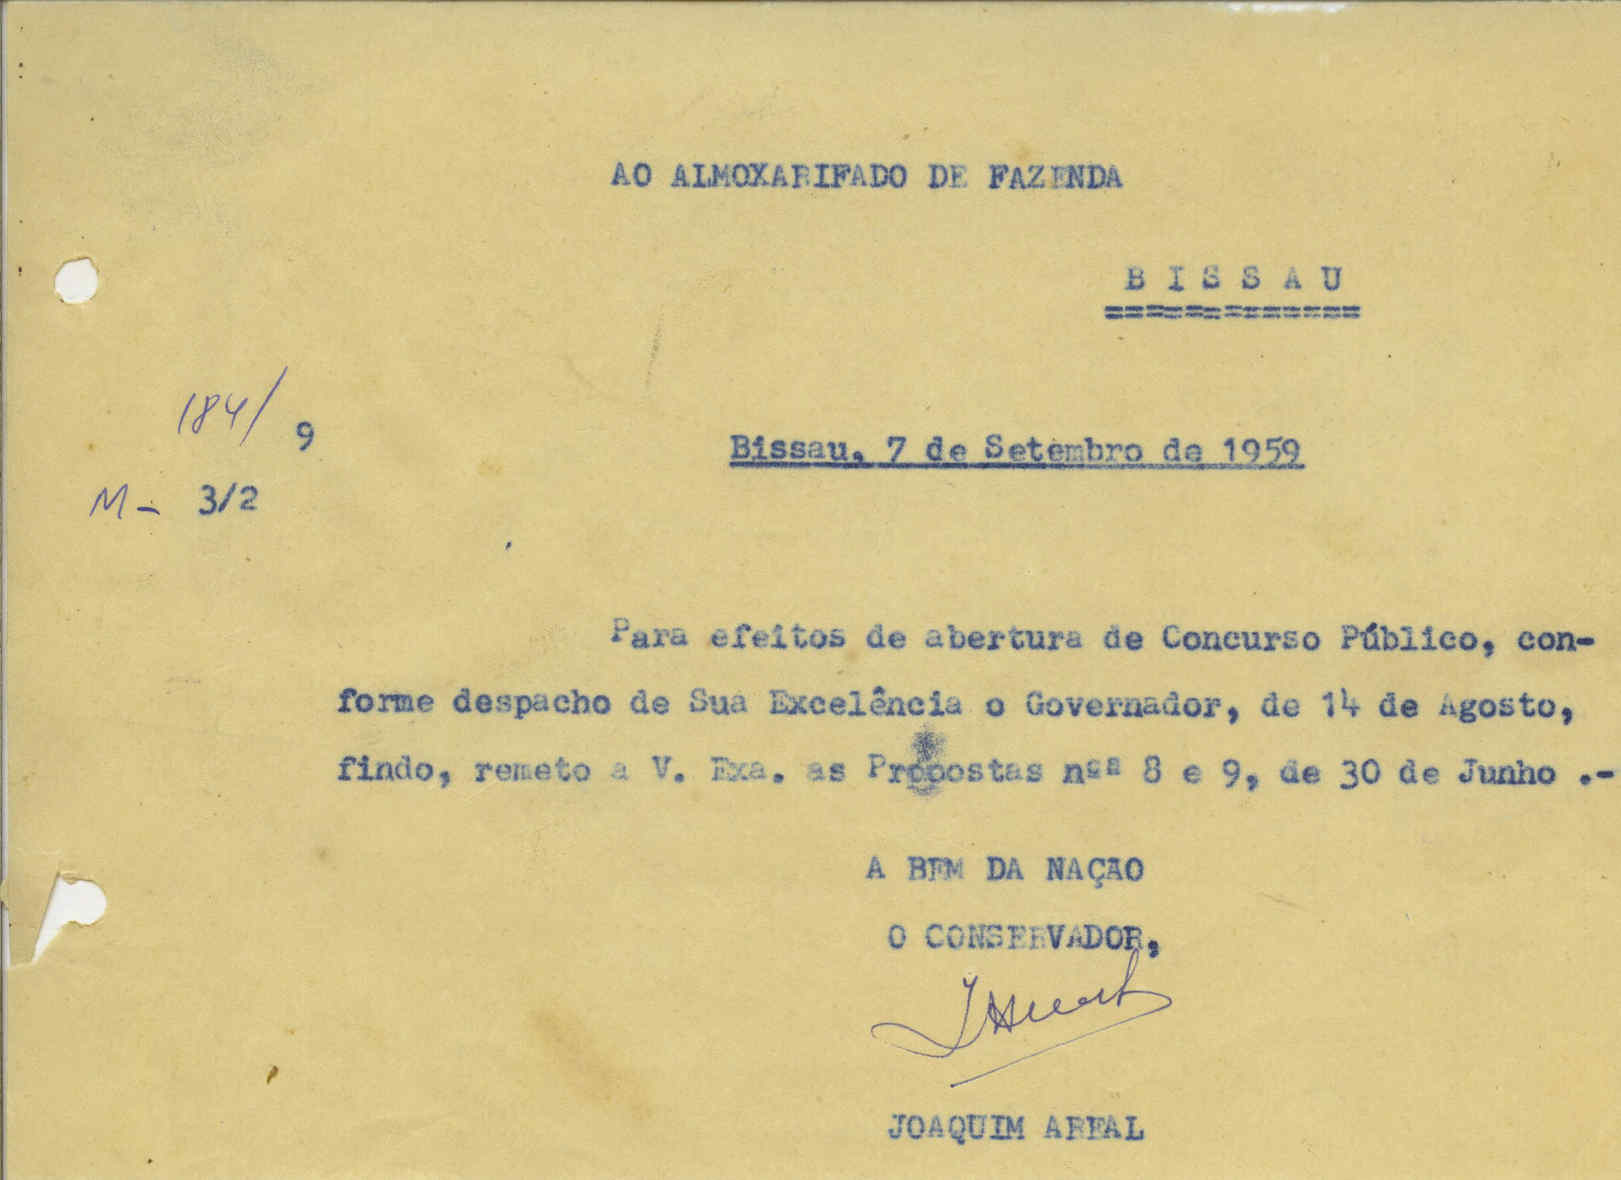 AO ALMOXARIFADO DE FAZENDA
B I S S A U
=============
184/ 9
Bissau, 7 de Setembro de 1959
M- 3/2
Para efeitos de abertura de Concurso Público, con-
forme despacho de Sua Excelência o Governador, de 14 de Agosto,
findo, remeto a V. Exa. as Propostas nºs 8 e 9, de 30 de Junho .-
A BEM DA NAÇAO
O CONSERVADOR,
JOAQUIM AREAL